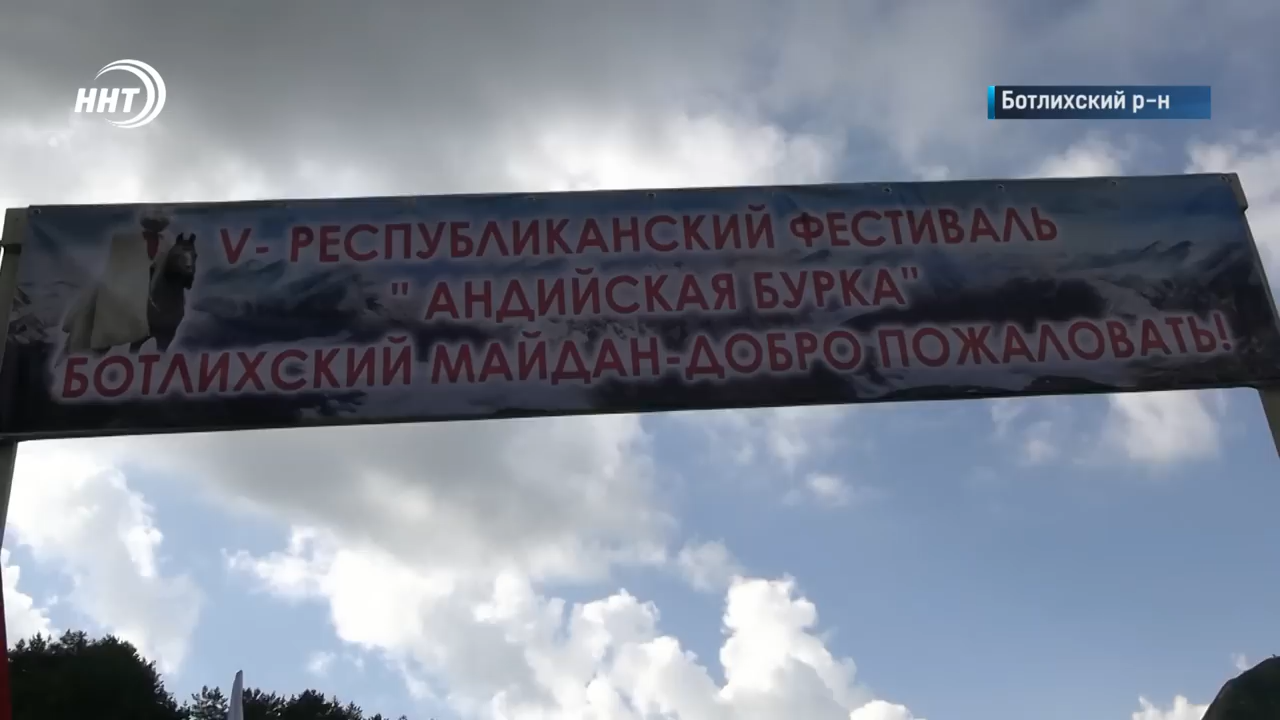 ННТ
Ботлихский р-н
V- РЕСПУБЛИКАНСКИЙ ФЕСТИВАЛЬ
" АНДИЙСКАЯ БУРКА"
БОТЛИХСКИЙ МАЙДАН-ДОБРО ПОЖАЛОВАТЬ!